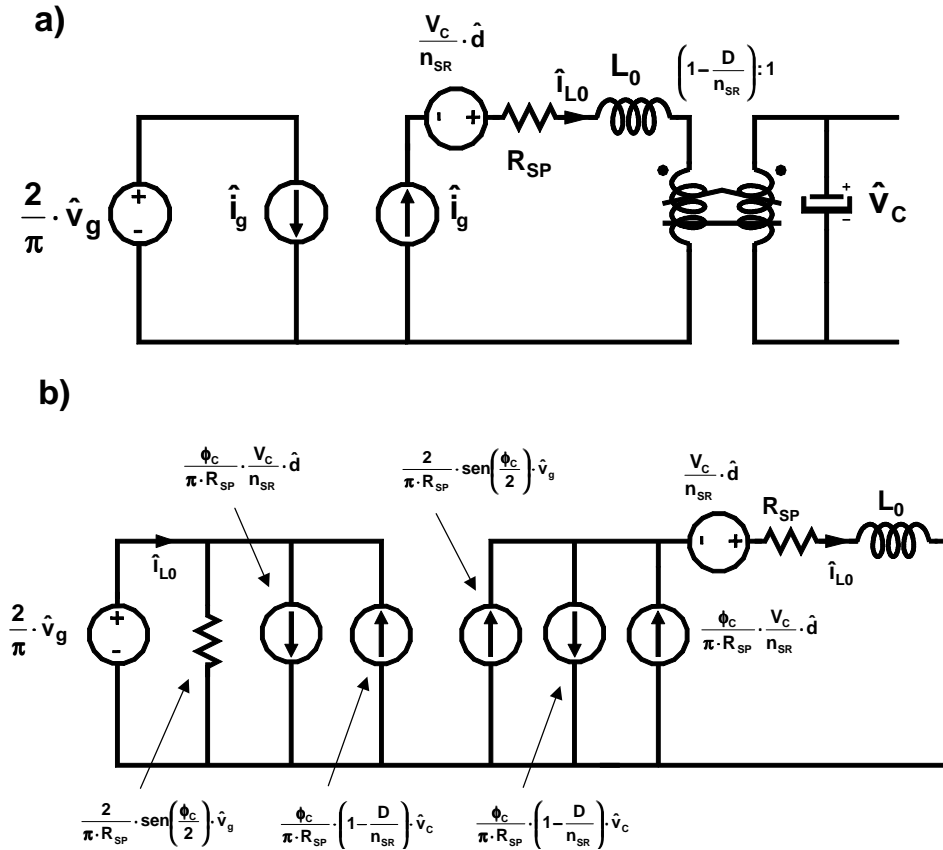 a)
V_C/n_SR · d̂
î_L0
L_0
(1 − D/n_SR) : 1
R_SP
2/π · v̂_g
+
-
î_g
î_g
- +
+
−
v̂_C
b)
ϕ_C/(π·R_SP) · V_C/n_SR · d̂
2/(π·R_SP) · sen(ϕ_C/2) · v̂_g
V_C/n_SR · d̂
R_SP
L_0
î_L0
- +
î_L0
2/π · v̂_g
+
-
ϕ_C/(π·R_SP) · V_C/n_SR · d̂
2/(π·R_SP) · sen(ϕ_C/2) · v̂_g
ϕ_C/(π·R_SP) · (1 − D/n_SR) · v̂_C
ϕ_C/(π·R_SP) · (1 − D/n_SR) · v̂_C